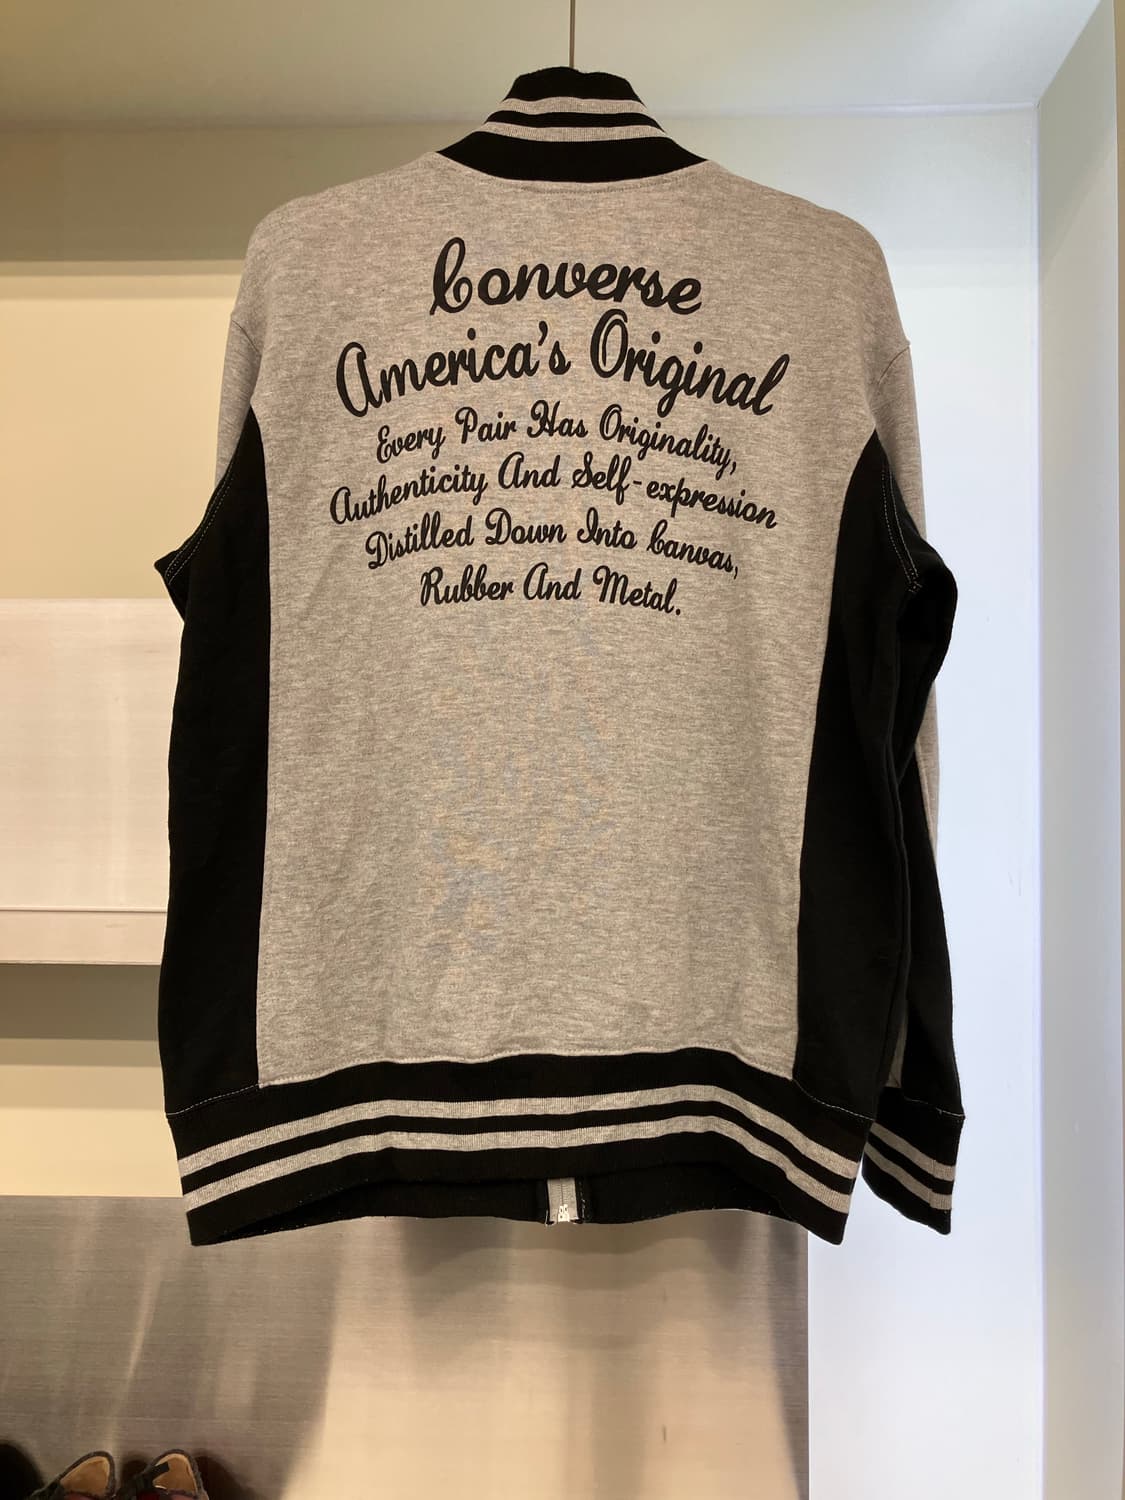 Converse
America's Original
Every Pair Has Originality,
Authenticity And Self-expression
Distilled Down Into Canvas,
Rubber And Metal.